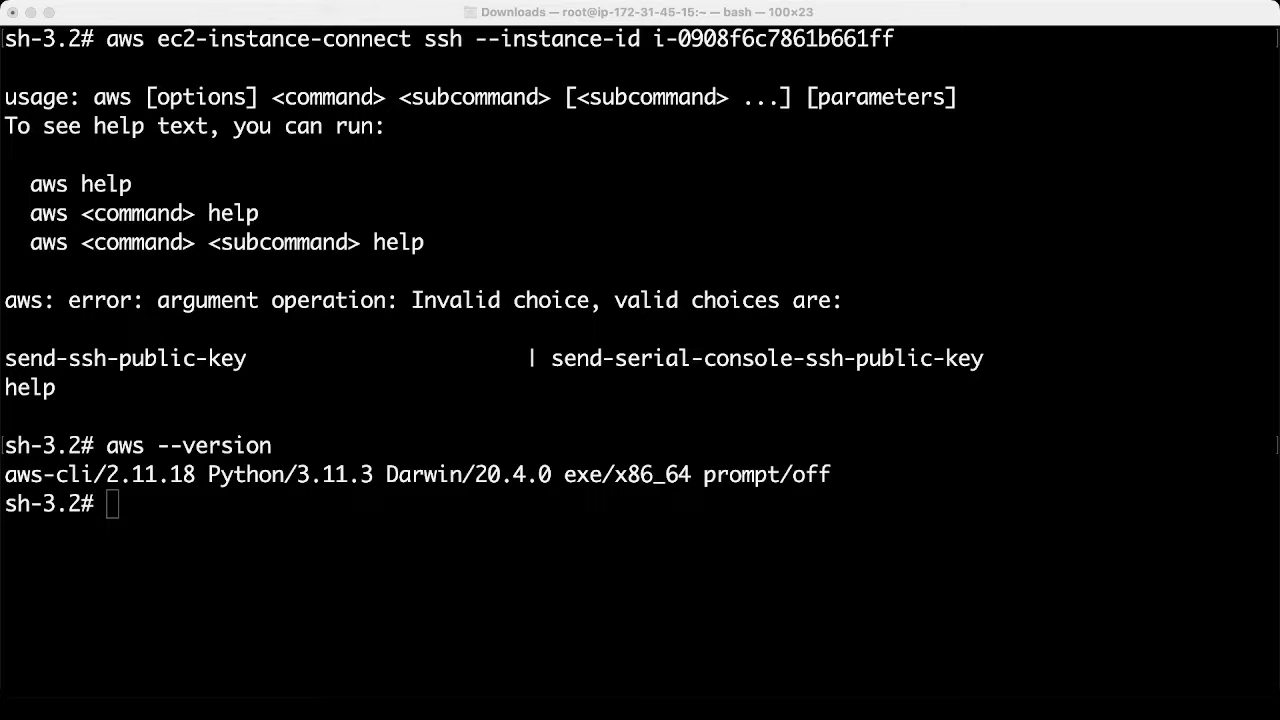 Downloads — root@ip-172-31-45-15:~ — bash — 100×23
sh-3.2# aws ec2-instance-connect ssh --instance-id i-0908f6c7861b661ff
usage: aws [options] <command> <subcommand> [<subcommand> ...] [parameters]
To see help text, you can run:
aws help
aws <command> help
aws <command> <subcommand> help
aws: error: argument operation: Invalid choice, valid choices are:
send-ssh-public-key | send-serial-console-ssh-public-key
help
sh-3.2# aws --version
aws-cli/2.11.18 Python/3.11.3 Darwin/20.4.0 exe/x86_64 prompt/off
sh-3.2#